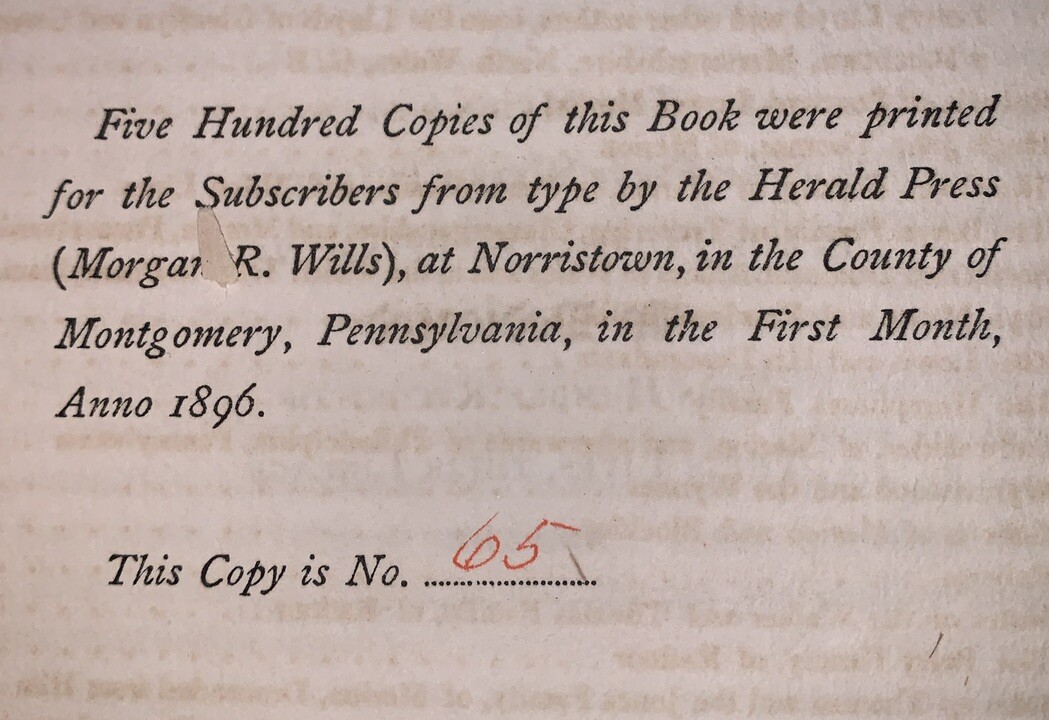 Five Hundred Copies of this Book were printed
for the Subscribers from type by the Herald Press
(Morgan R. Wills), at Norristown, in the County of
Montgomery, Pennsylvania, in the First Month,
Anno 1896.
This Copy is No. 65